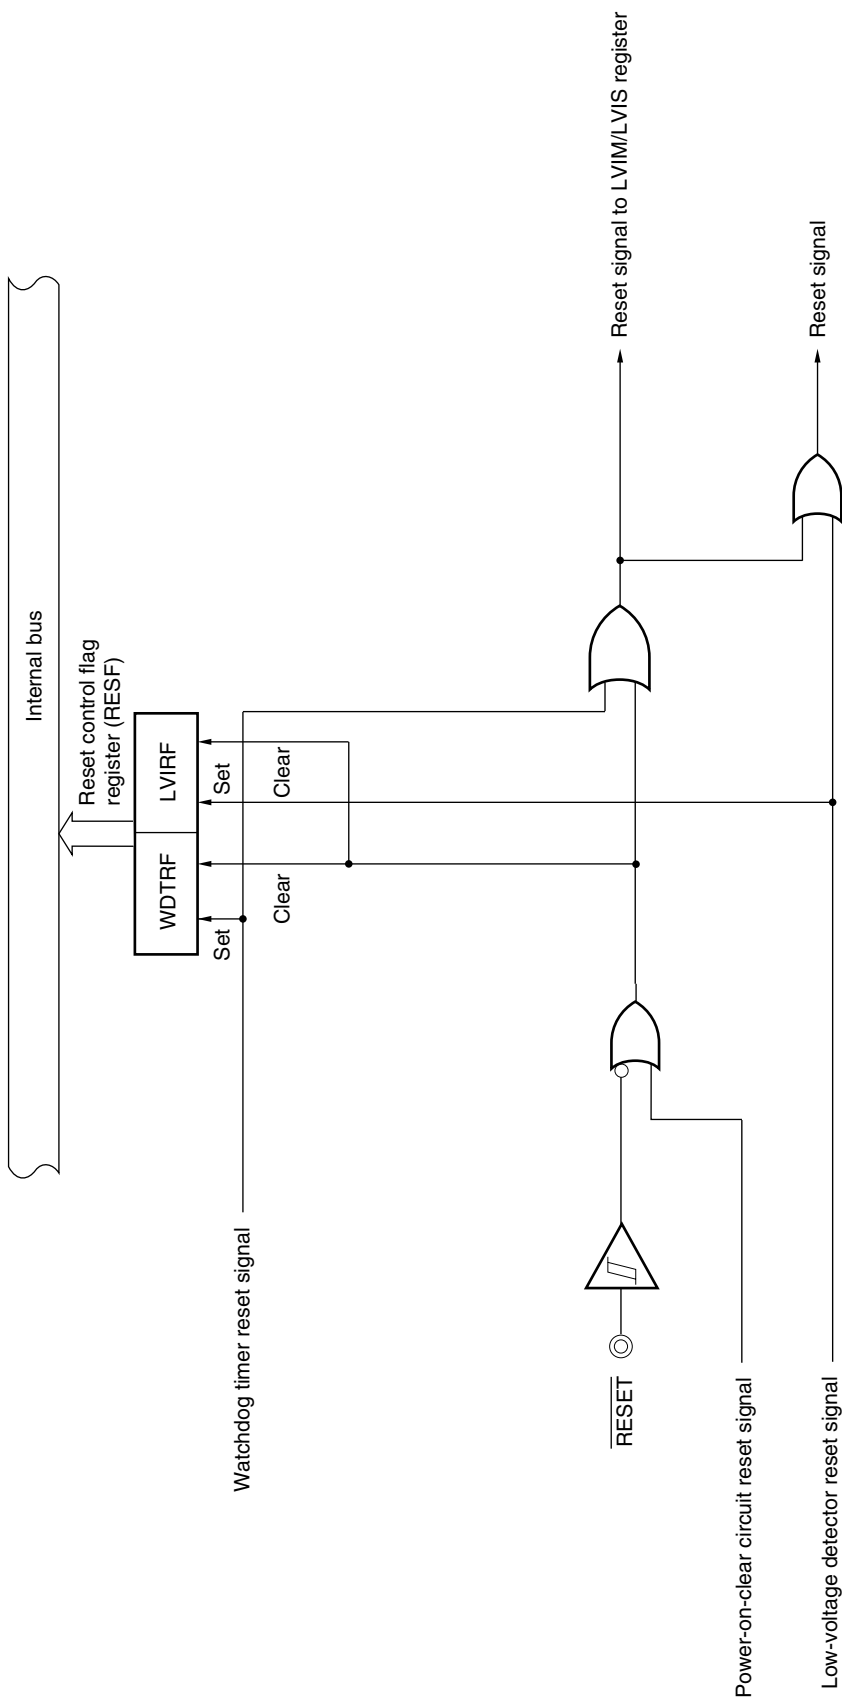 Internal bus
Reset control flag
register (RESF)
WDTRF
LVIRF
Set
Set
Clear
Clear
Watchdog timer reset signal
RESET
Reset signal to LVIM/LVIS register
Power-on-clear circuit reset signal
Low-voltage detector reset signal
Reset signal